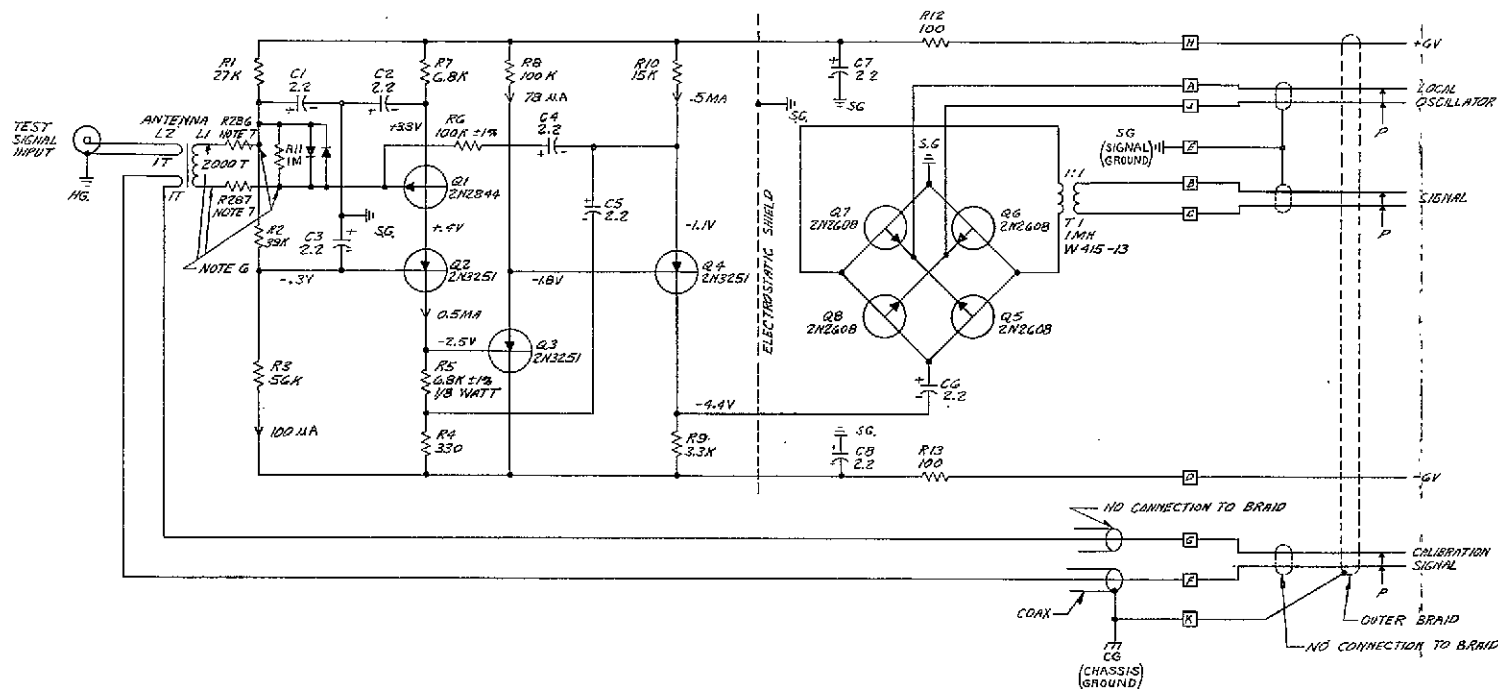 R12
100
H
+6V
R1
27K
C1
2.2
C2
2.2
R7
6.8K
R8
100K
78 µA
R10
15K
.5MA
C7
2.2
SG
A
LOCAL
J
OSCILLATOR
P
TEST
SIGNAL
INPUT
HG.
ANTENNA
L2
L1
1T
1T
2000 T
R286
NOTE 7
R287
NOTE 7
R11
1M
+3.3V
R6
100K ±1%
C4
2.2
S.G.
SG
(SIGNAL
GROUND)
E
S.G
1:1
B
SIGNAL
C
P
T1
1MH
W415-13
Q1
2N2844
C5
2.2
Q7
2N2608
Q6
2N2608
R2
39K
C3
2.2
S.G.
+.4V
-1.1V
NOTE 6
-.3V
Q2
2N3251
-1.8V
Q4
2N3251
ELECTROSTATIC SHIELD
Q8
2N2608
Q5
2N2608
0.5MA
-2.5V
Q3
2N3251
R3
56K
R5
6.8K ±1%
1/8 WATT
C6
2.2
-4.4V
100 µA
R4
330
R9
3.3K
SG.
C8
2.2
R13
100
D
-6V
NO CONNECTION TO BRAID
G
CALIBRATION
SIGNAL
F
P
COAX
K
OUTER BRAID
NO CONNECTION TO BRAID
CG
(CHASSIS
GROUND)